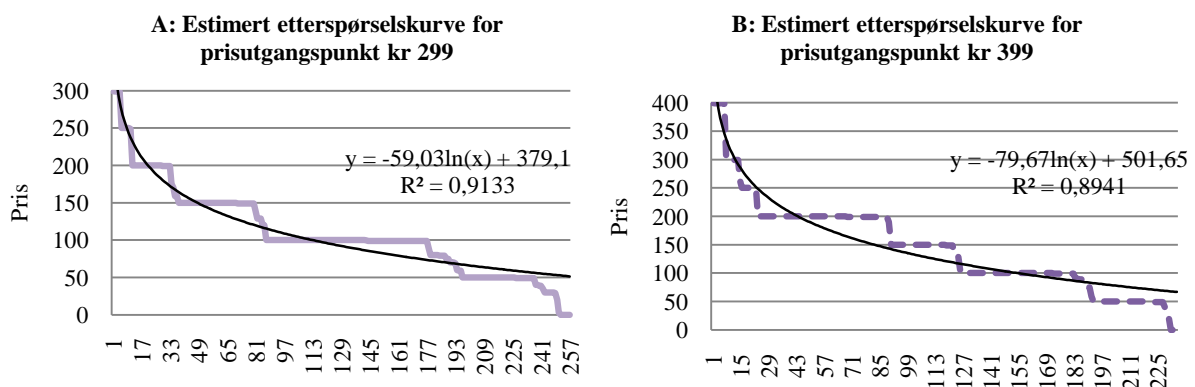 A: Estimert etterspørselskurve for
prisutgangspunkt kr 299
300
250
200
150
100
50
0
Pris
y = -59,03ln(x) + 379,1
R² = 0,9133
1 17 33 49 65 81 97 113 129 145 161 177 193 209 225 241 257
B: Estimert etterspørselskurve for
prisutgangspunkt kr 399
400
350
300
250
200
150
100
50
0
Pris
y = -79,67ln(x) + 501,65
R² = 0,8941
1 15 29 43 57 71 85 99 113 127 141 155 169 183 197 211 225